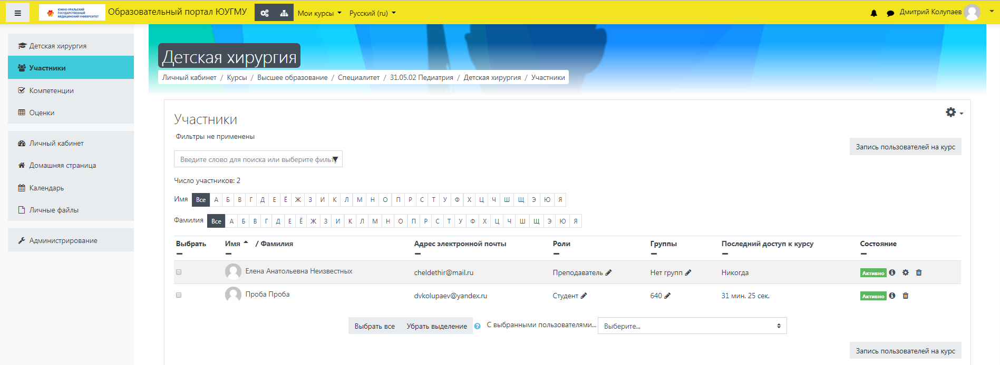 ЮЖНО-УРАЛЬСКИЙ
ГОСУДАРСТВЕННЫЙ
МЕДИЦИНСКИЙ УНИВЕРСИТЕТ
Образовательный портал ЮУГМУ
Мои курсы
Русский (ru)
Дмитрий Колупаев
Детская хирургия
Участники
Компетенции
Оценки
Личный кабинет
Домашняя страница
Календарь
Личные файлы
Администрирование
Детская хирургия
Личный кабинет / Курсы / Высшее образование / Специалитет / 31.05.02 Педиатрия / Детская хирургия / Участники
Участники
Фильтры не применены
Запись пользователей на курс
Введите слово для поиска или выберите фильт
Число участников: 2
Имя Все А Б В Г Д Е Ё Ж З И К Л М Н О П Р С Т У Ф Х Ц Ч Ш Щ Э Ю Я
Фамилия Все А Б В Г Д Е Ё Ж З И К Л М Н О П Р С Т У Ф Х Ц Ч Ш Щ Э Ю Я
Выбрать Имя / Фамилия Адрес электронной почты Роли Группы Последний доступ к курсу Состояние
Елена Анатольевна Неизвестных cheldethir@mail.ru Преподаватель Нет групп Никогда Активно
Проба Проба dvkolupaev@yandex.ru Студент 640 31 мин. 25 сек. Активно
Выбрать все Убрать выделение С выбранными пользователями... Выберите...
Запись пользователей на курс